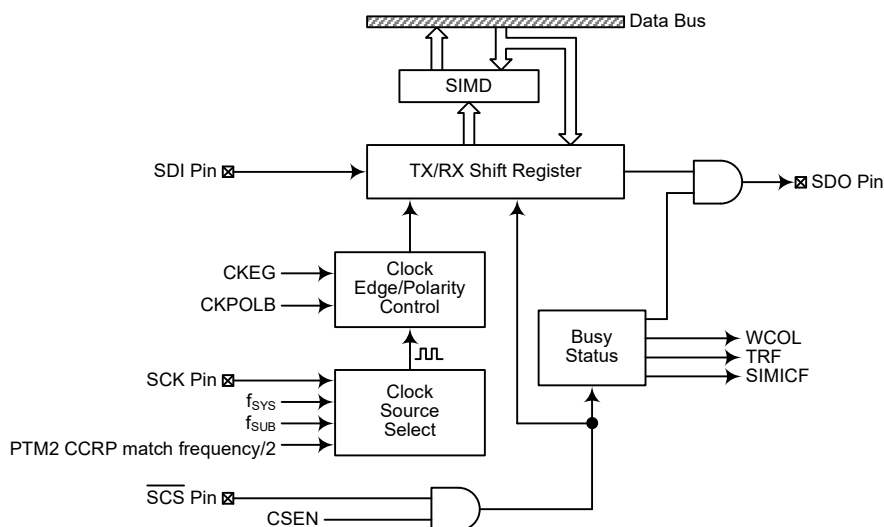 Data Bus
SIMD
SDI Pin
TX/RX Shift Register
SDO Pin
CKEG
CKPOLB
Clock
Edge/Polarity
Control
Busy
Status
WCOL
TRF
SIMICF
SCK Pin
fSYS
fSUB
PTM2 CCRP match frequency/2
Clock
Source
Select
SCS Pin
CSEN